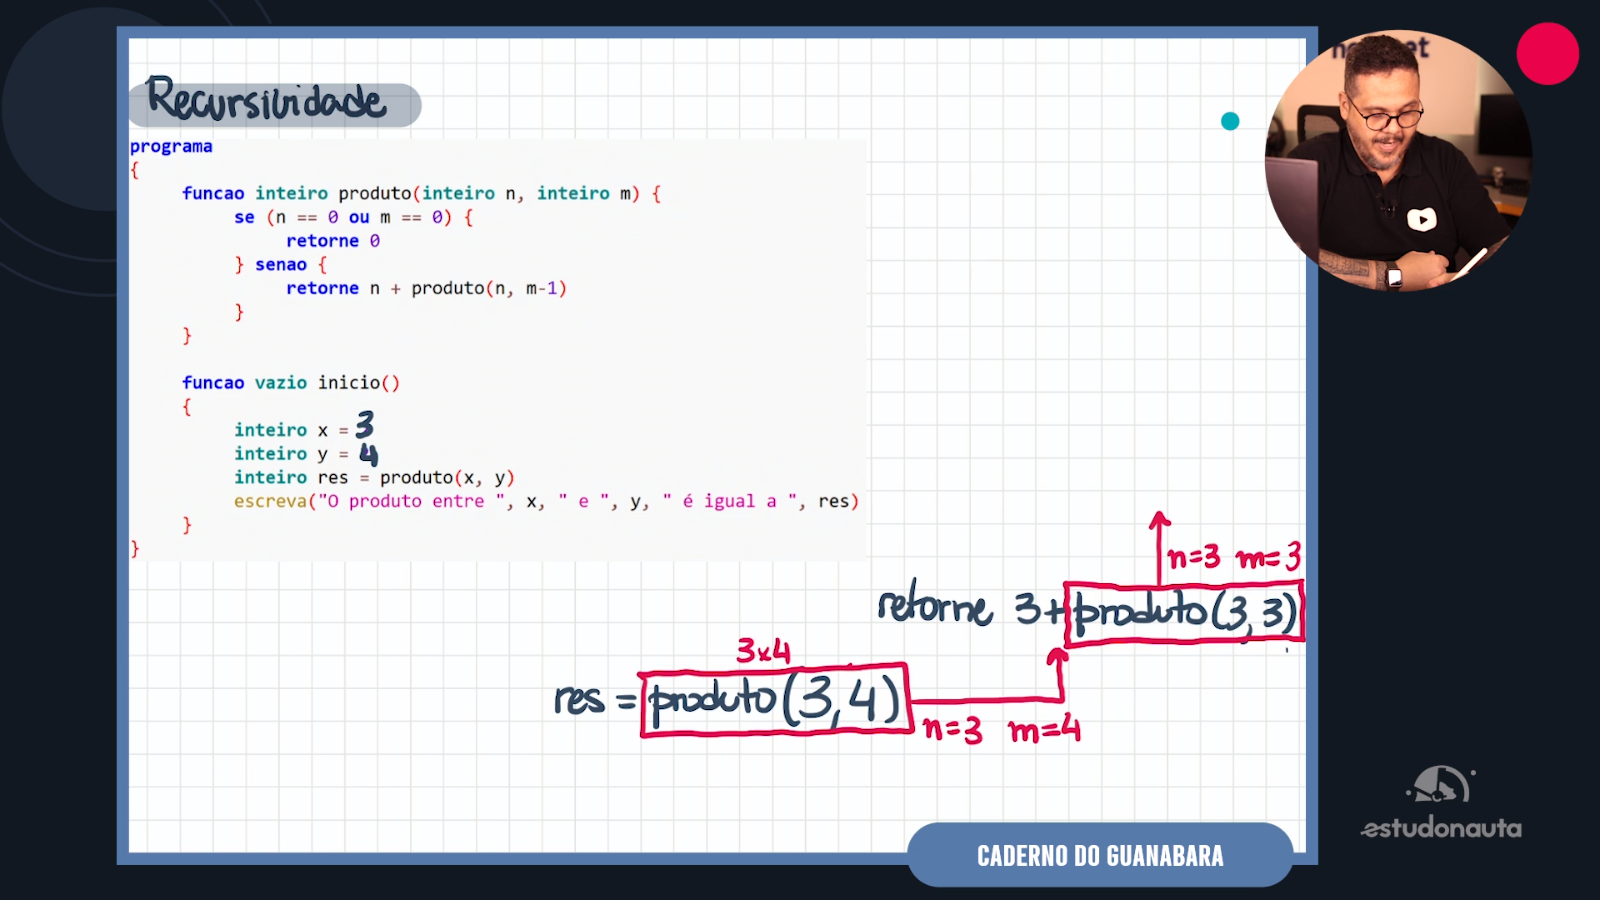 Recursividade
programa
{
funcao inteiro produto(inteiro n, inteiro m) {
se (n == 0 ou m == 0) {
retorne 0
} senao {
retorne n + produto(n, m-1)
}
}
funcao vazio inicio()
{
inteiro x = 3
inteiro y = 4
inteiro res = produto(x, y)
escreva("O produto entre ", x, " e ", y, " é igual a ", res)
}
}
n=3 m=3
retorne 3+produto(3,3)
3x4
res = produto(3,4)
n=3 m=4
estudonauta
CADERNO DO GUANABARA